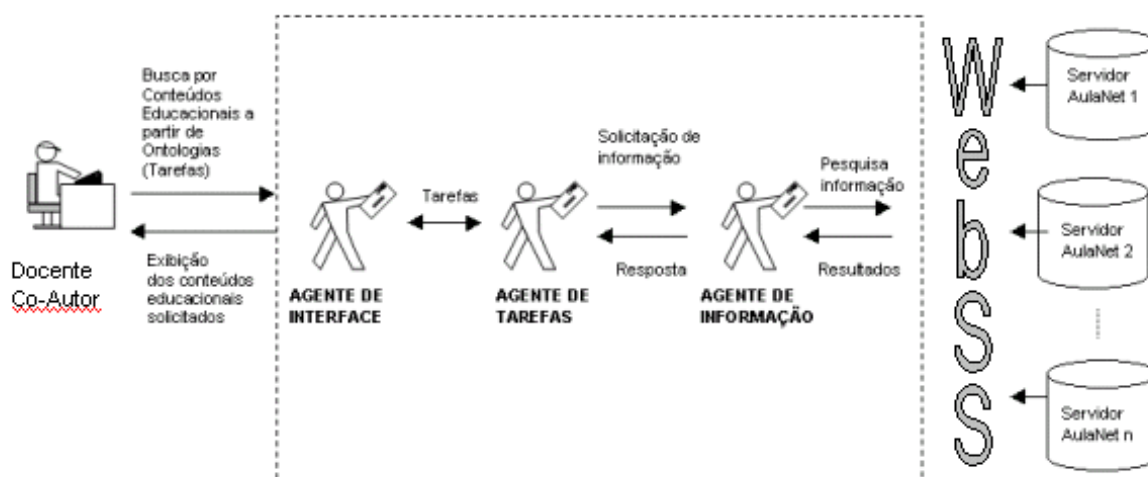 Busca por
Conteúdos
Educacionais a
partir de
Ontologias
(Tarefas)
Docente
Co-Autor
Exibição
dos conteúdos
educacionais
solicitados
AGENTE DE
INTERFACE
Tarefas
AGENTE DE
TAREFAS
Solicitação de
informação
Resposta
AGENTE DE
INFORMAÇÃO
Pesquisa
informação
Resultados
WebSS
Servidor
AulaNet 1
Servidor
AulaNet 2
Servidor
AulaNet n